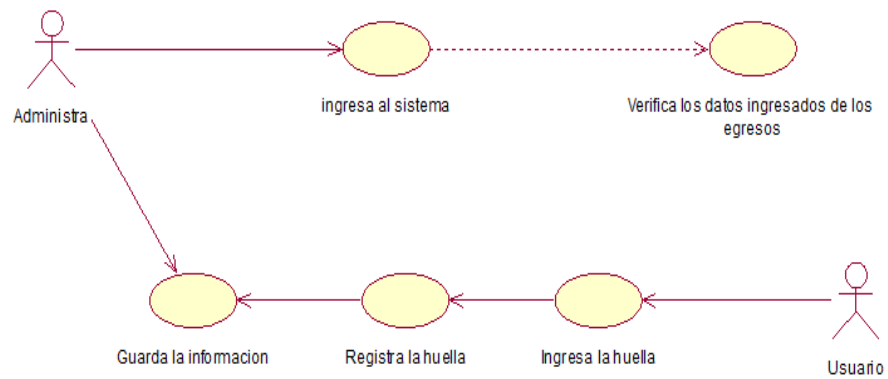 Administra
ingresa al sistema
Verifica los datos ingresados de los
egresos
Guarda la informacion
Registra la huella
Ingresa la huella
Usuario